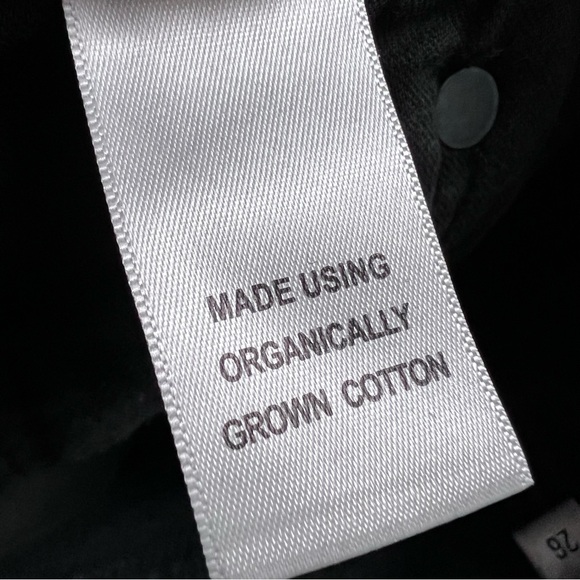 MADE USING
ORGANICALLY
GROWN COTTON
26